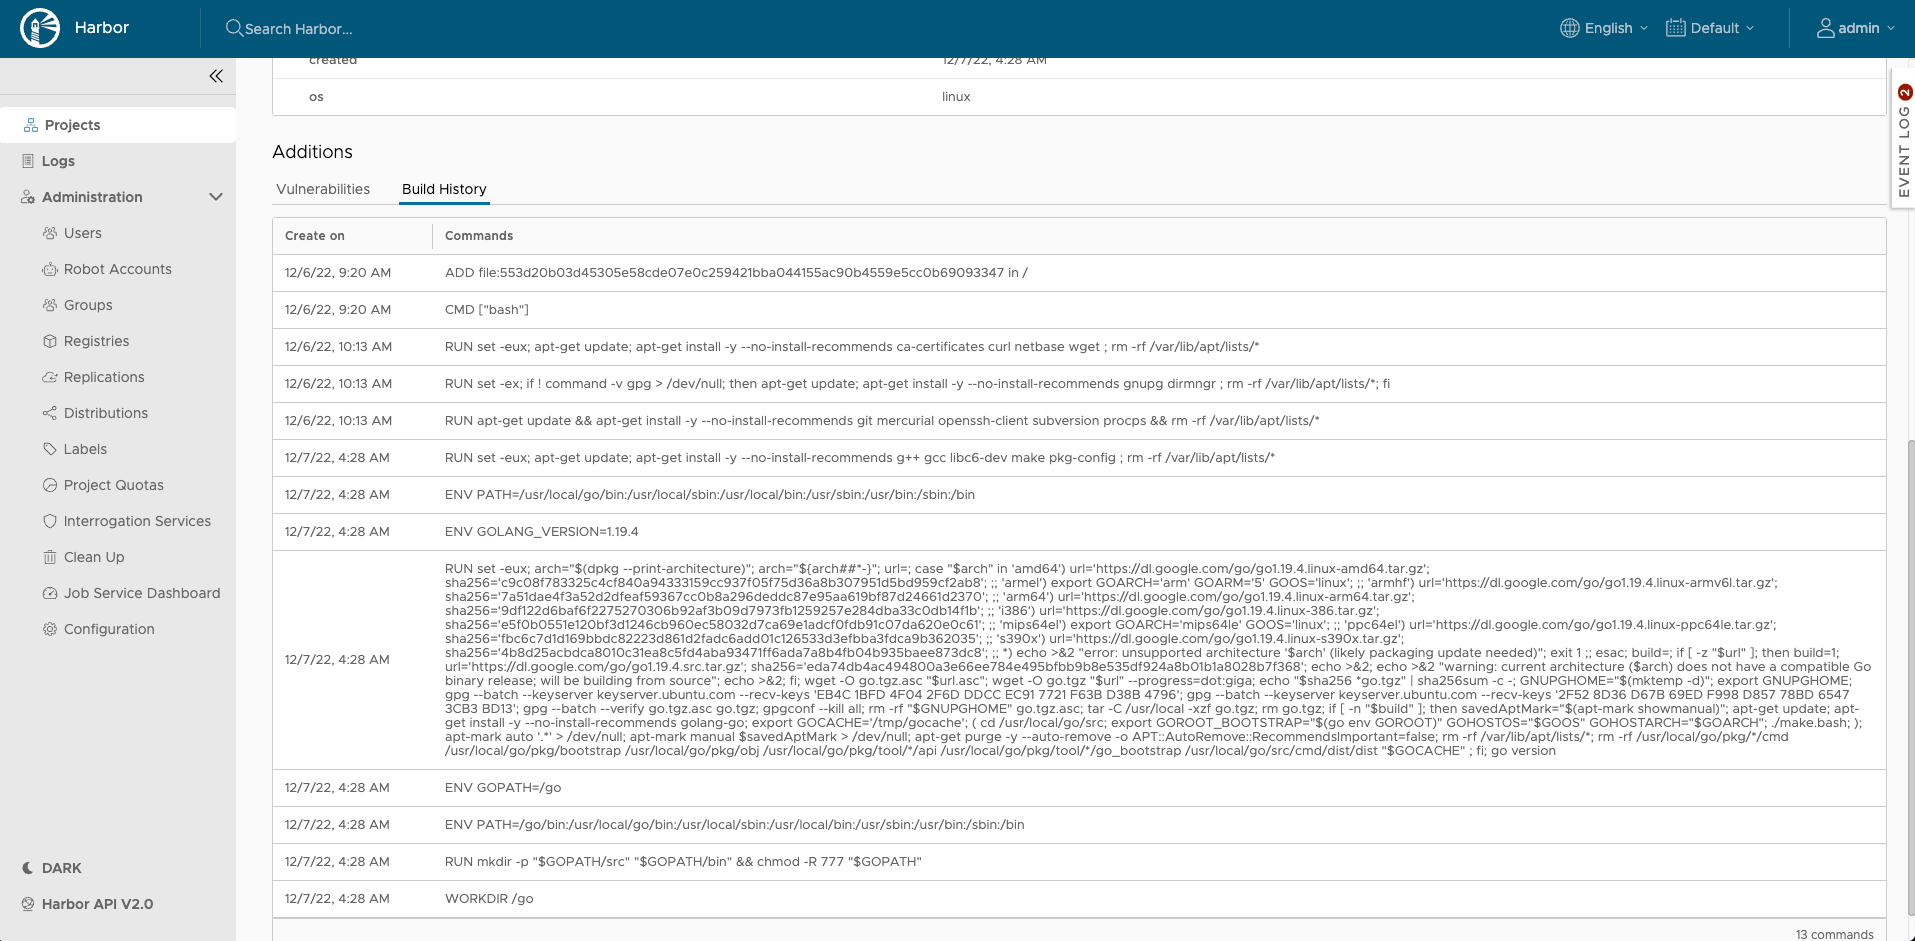 Harbor
Search Harbor...
English
Default
admin
EVENT LOG 2
Projects
Logs
Administration
Users
Robot Accounts
Groups
Registries
Replications
Distributions
Labels
Project Quotas
Interrogation Services
Clean Up
Job Service Dashboard
Configuration
DARK
Harbor API V2.0
created 12/7/22, 4:28 AM
os linux
Additions
Vulnerabilities Build History
Create on Commands
12/6/22, 9:20 AM ADD file:553d20b03d45305e58cde07e0c259421bba044155ac90b4559e5cc0b69093347 in /
12/6/22, 9:20 AM CMD ["bash"]
12/6/22, 10:13 AM RUN set -eux; apt-get update; apt-get install -y --no-install-recommends ca-certificates curl netbase wget ; rm -rf /var/lib/apt/lists/*
12/6/22, 10:13 AM RUN set -ex; if ! command -v gpg > /dev/null; then apt-get update; apt-get install -y --no-install-recommends gnupg dirmngr ; rm -rf /var/lib/apt/lists/*; fi
12/6/22, 10:13 AM RUN apt-get update && apt-get install -y --no-install-recommends git mercurial openssh-client subversion procps && rm -rf /var/lib/apt/lists/*
12/7/22, 4:28 AM RUN set -eux; apt-get update; apt-get install -y --no-install-recommends g++ gcc libc6-dev make pkg-config ; rm -rf /var/lib/apt/lists/*
12/7/22, 4:28 AM ENV PATH=/usr/local/go/bin:/usr/local/sbin:/usr/local/bin:/usr/sbin:/usr/bin:/sbin:/bin
12/7/22, 4:28 AM ENV GOLANG_VERSION=1.19.4
12/7/22, 4:28 AM
RUN set -eux; arch="$(dpkg --print-architecture)"; arch="${arch##*-}"; url=; case "$arch" in 'amd64') url='https://dl.google.com/go/go1.19.4.linux-amd64.tar.gz';
sha256='c9c08f783325c4cf840a94333159cc937f05f75d36a8b307951d5bd959cf2ab8'; ;; 'armel') export GOARCH='arm' GOARM='5' GOOS='linux'; ;; 'armhf') url='https://dl.google.com/go/go1.19.4.linux-armv6l.tar.gz';
sha256='7a51dae4f3a52d2dfeaf59367cc0b8a296deddc87e95aa619bf87d24661d2370'; ;; 'arm64') url='https://dl.google.com/go/go1.19.4.linux-arm64.tar.gz';
sha256='9df122d6baf6f2275270306b92af3b09d7973fb1259257e284dba33c0db14f1b'; ;; 'i386') url='https://dl.google.com/go/go1.19.4.linux-386.tar.gz';
sha256='e5f0b0551e120bf3d1246cb960ec58032d7ca69e1adcf0fdb91c07da620e0c61'; ;; 'mips64el') export GOARCH='mips64le' GOOS='linux'; ;; 'ppc64el') url='https://dl.google.com/go/go1.19.4.linux-ppc64le.tar.gz';
sha256='fbc6c7d1d169bbdc82223d861d2fadc6add01c126533d3efbba3fdca9b362035'; ;; 's390x') url='https://dl.google.com/go/go1.19.4.linux-s390x.tar.gz';
sha256='4b8d25acbdca8010c31ea8c5fd4aba93471ff6ada7a8b4fb04b935baee873dc8'; ;; *) echo >&2 "error: unsupported architecture '$arch' (likely packaging update needed)"; exit 1 ;; esac; build=; if [ -z "$url" ]; then build=1;
url='https://dl.google.com/go/go1.19.4.src.tar.gz'; sha256='eda74db4ac494800a3e66ee784e495bfbb9b8e535df924a8b01b1a8028b7f368'; echo >&2; echo >&2 "warning: current architecture ($arch) does not have a compatible Go
binary release; will be building from source"; echo >&2; fi; wget -O go.tgz.asc "$url.asc"; wget -O go.tgz "$url" --progress=dot:giga; echo "$sha256 *go.tgz" | sha256sum -c -; GNUPGHOME="$(mktemp -d)"; export GNUPGHOME;
gpg --batch --keyserver keyserver.ubuntu.com --recv-keys 'EB4C 1BFD 4F04 2F6D DDCC EC91 7721 F63B D38B 4796'; gpg --batch --keyserver keyserver.ubuntu.com --recv-keys '2F52 8D36 D67B 69ED F998 D857 78BD 6547
3CB3 BD13'; gpg --batch --verify go.tgz.asc go.tgz; gpgconf --kill all; rm -rf "$GNUPGHOME" go.tgz.asc; tar -C /usr/local -xzf go.tgz; rm go.tgz; if [ -n "$build" ]; then savedAptMark="$(apt-mark showmanual)"; apt-get update; apt-
get install -y --no-install-recommends golang-go; export GOCACHE='/tmp/gocache'; ( cd /usr/local/go/src; export GOROOT_BOOTSTRAP="$(go env GOROOT)" GOHOSTOS="$GOOS" GOHOSTARCH="$GOARCH"; ./make.bash; );
apt-mark auto '.*' > /dev/null; apt-mark manual $savedAptMark > /dev/null; apt-get purge -y --auto-remove -o APT::AutoRemove::RecommendsImportant=false; rm -rf /var/lib/apt/lists/*; rm -rf /usr/local/go/pkg/*/cmd
/usr/local/go/pkg/bootstrap /usr/local/go/pkg/obj /usr/local/go/pkg/tool/*/api /usr/local/go/pkg/tool/*/go_bootstrap /usr/local/go/src/cmd/dist/dist "$GOCACHE" ; fi; go version
12/7/22, 4:28 AM ENV GOPATH=/go
12/7/22, 4:28 AM ENV PATH=/go/bin:/usr/local/go/bin:/usr/local/sbin:/usr/local/bin:/usr/sbin:/usr/bin:/sbin:/bin
12/7/22, 4:28 AM RUN mkdir -p "$GOPATH/src" "$GOPATH/bin" && chmod -R 777 "$GOPATH"
12/7/22, 4:28 AM WORKDIR /go
13 commands